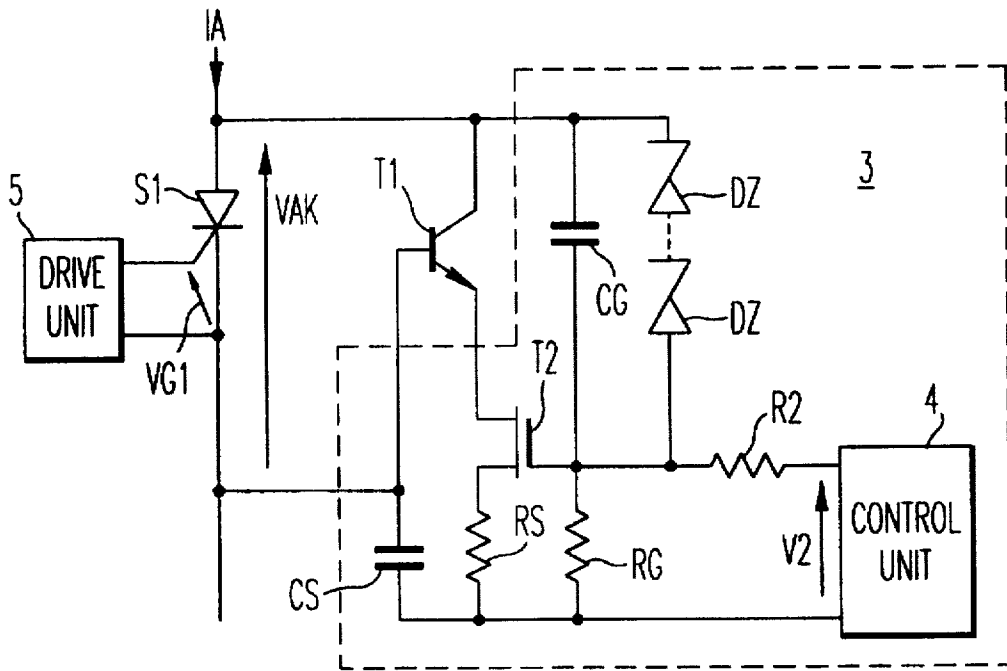 IA
3
T1
S1
VAK
DZ
5
DRIVE
UNIT
CG
DZ
VG1
T2
R2
4
CONTROL
UNIT
RS
RG
V2
CS